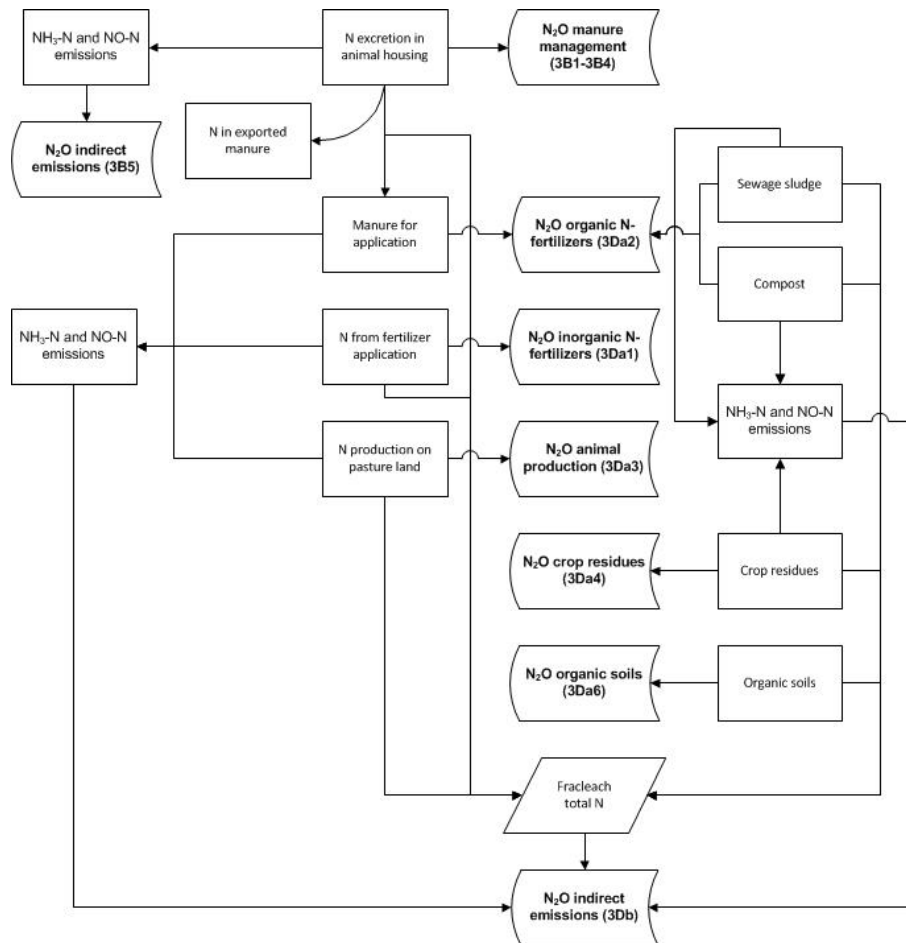 NH₃-N and NO-N
emissions
N excretion in
animal housing
N₂O manure
management
(3B1-3B4)
N₂O indirect
emissions (3B5)
N in exported
manure
Sewage sludge
Manure for
application
N₂O organic N-
fertilizers (3Da2)
Compost
NH₃-N and NO-N
emissions
N from fertilizer
application
N₂O inorganic N-
fertilizers (3Da1)
NH₃-N and NO-N
emissions
N production on
pasture land
N₂O animal
production (3Da3)
N₂O crop residues
(3Da4)
Crop residues
N₂O organic soils
(3Da6)
Organic soils
Fracleach
total N
N₂O indirect
emissions (3Db)